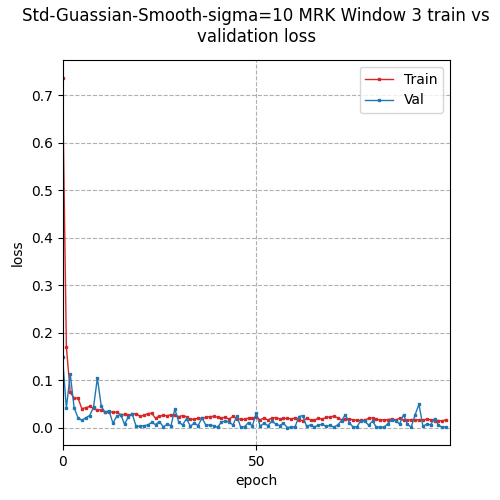 Std-Guassian-Smooth-sigma=10 MRK Window 3 train vs
validation loss
Train
Val
0.7
0.6
0.5
0.4
0.3
0.2
0.1
0.0
loss
0
50
epoch